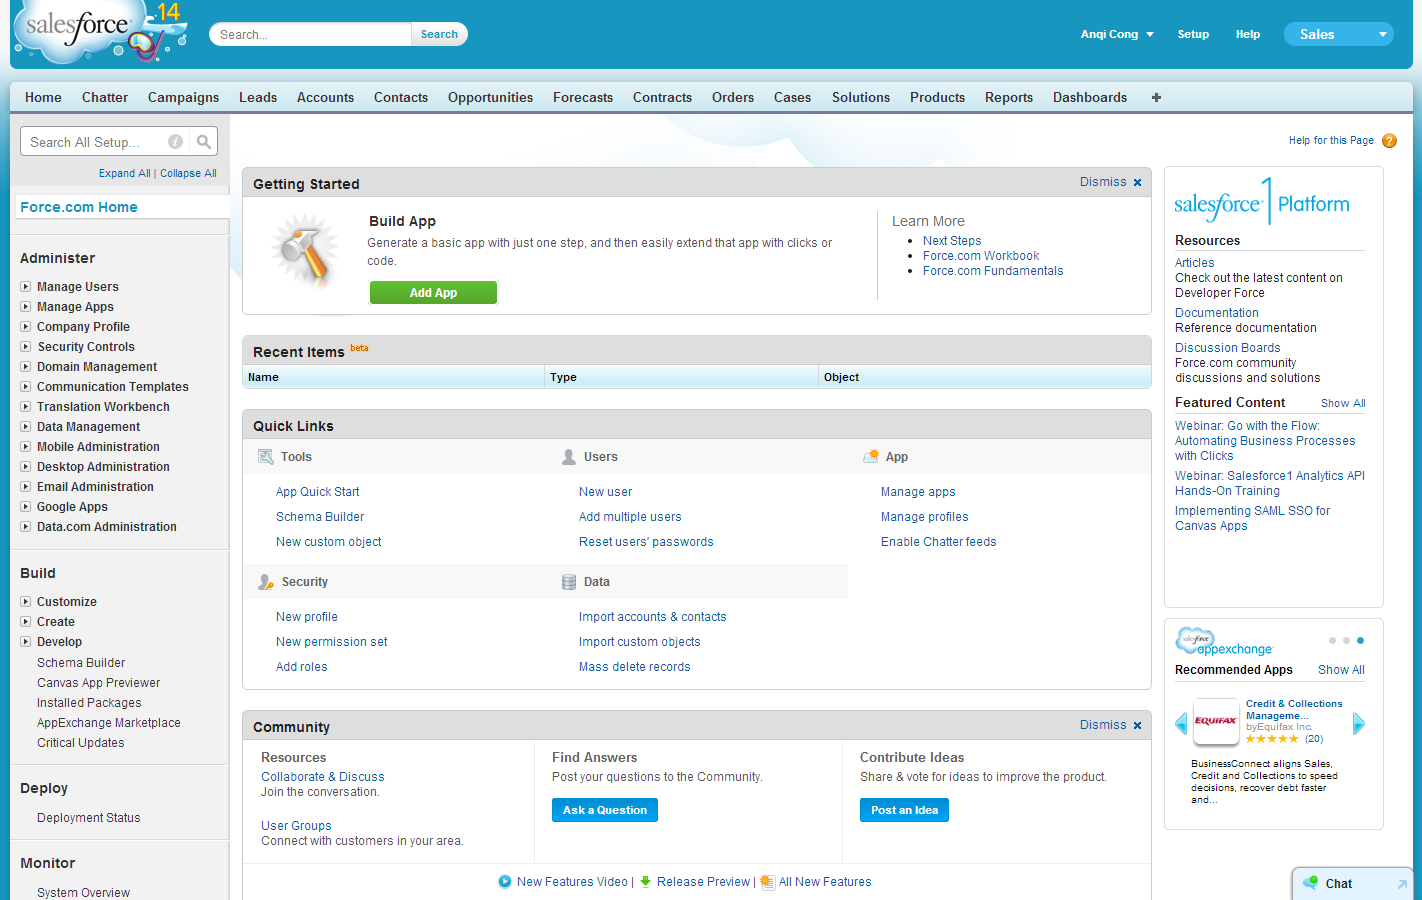 salesforce 14
Search...
Search
Anqi Cong
Setup
Help
Sales
Home
Chatter
Campaigns
Leads
Accounts
Contacts
Opportunities
Forecasts
Contracts
Orders
Cases
Solutions
Products
Reports
Dashboards
+
Search All Setup...
i
Expand All | Collapse All
Force.com Home
Administer
Manage Users
Manage Apps
Company Profile
Security Controls
Domain Management
Communication Templates
Translation Workbench
Data Management
Mobile Administration
Desktop Administration
Email Administration
Google Apps
Data.com Administration
Build
Customize
Create
Develop
Schema Builder
Canvas App Previewer
Installed Packages
AppExchange Marketplace
Critical Updates
Deploy
Deployment Status
Monitor
System Overview
Help for this Page ?
Getting Started
Dismiss x
Build App
Generate a basic app with just one step, and then easily extend that app with clicks or
code.
Add App
Learn More
• Next Steps
• Force.com Workbook
• Force.com Fundamentals
Recent Items beta
Name
Type
Object
Quick Links
Tools
App Quick Start
Schema Builder
New custom object
Users
New user
Add multiple users
Reset users' passwords
App
Manage apps
Manage profiles
Enable Chatter feeds
Security
New profile
New permission set
Add roles
Data
Import accounts & contacts
Import custom objects
Mass delete records
Community
Dismiss x
Resources
Collaborate & Discuss
Join the conversation.
User Groups
Connect with customers in your area.
Find Answers
Post your questions to the Community.
Ask a Question
Contribute Ideas
Share & vote for ideas to improve the product.
Post an Idea
New Features Video | Release Preview | All New Features
salesforce1 Platform
Resources
Articles
Check out the latest content on
Developer Force
Documentation
Reference documentation
Discussion Boards
Force.com community
discussions and solutions
Featured Content
Show All
Webinar: Go with the Flow:
Automating Business Processes
with Clicks
Webinar: Salesforce1 Analytics API
Hands-On Training
Implementing SAML SSO for
Canvas Apps
salesforce
appexchange
Recommended Apps
Show All
EQUIFAX
Credit & Collections
Manageme...
byEquifax Inc.
(20)
BusinessConnect aligns Sales,
Credit and Collections to speed
decisions, recover debt faster
and...
Chat